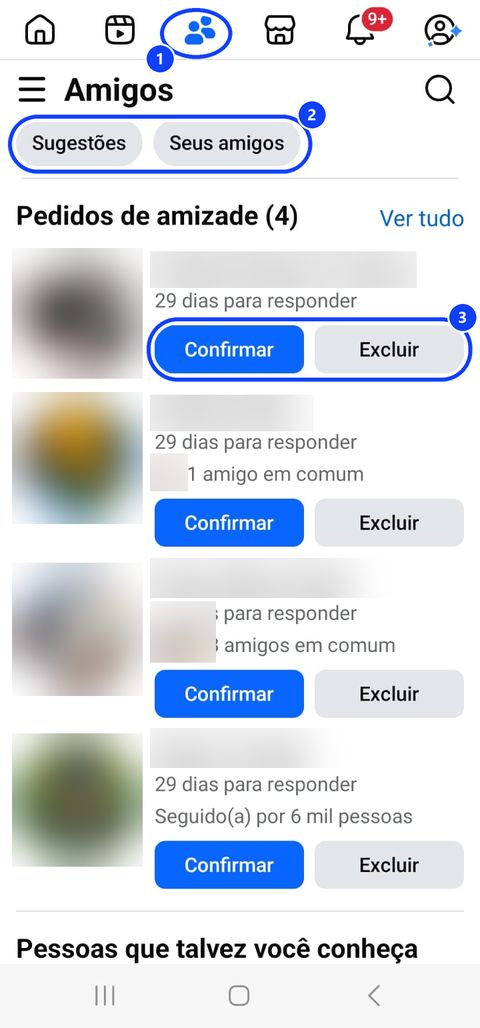 9+
1
Amigos
2
Sugestões Seus amigos
Pedidos de amizade (4) Ver tudo
29 dias para responder
3
Confirmar Excluir
29 dias para responder
1 amigo em comum
Confirmar Excluir
para responder
amigos em comum
Confirmar Excluir
29 dias para responder
Seguido(a) por 6 mil pessoas
Confirmar Excluir
Pessoas que talvez você conheça